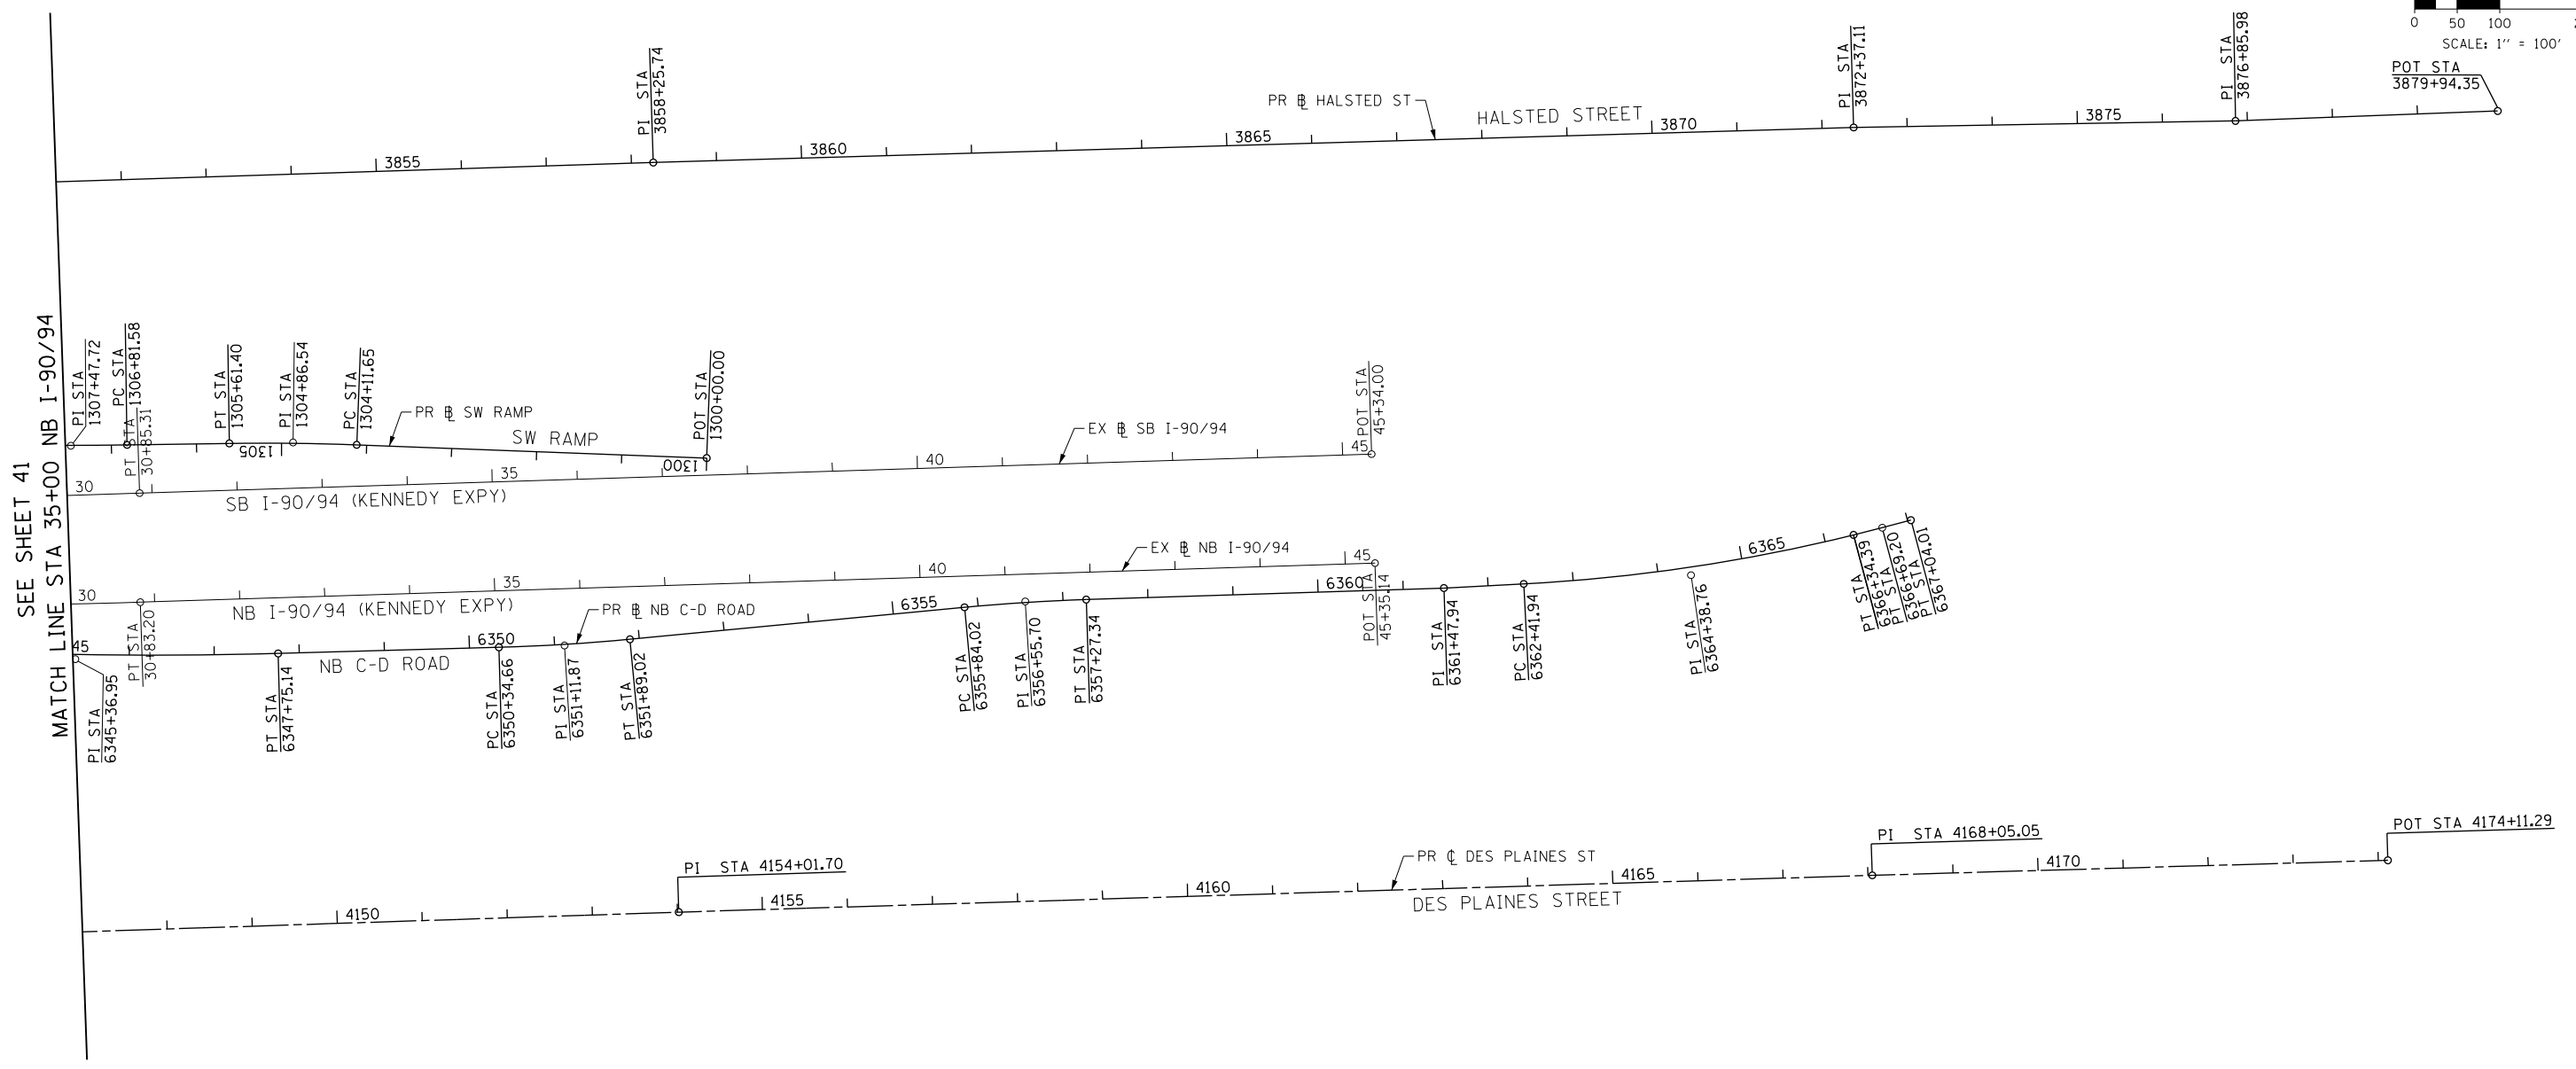 0 50 100
SCALE: 1" = 100'
PI STA
3858+25.74
PI STA
3872+37.11
PI STA
3876+85.98
POT STA
3879+94.35
PR ℄ HALSTED ST
HALSTED STREET
3855
3860
3865
3870
3875
SEE SHEET 41
MATCH LINE STA 35+00 NB I-90/94
PI STA
1307+47.72
PC STA
1306+81.58
PT STA
30+85.31
PT STA
1305+61.40
PI STA
1304+86.54
PC STA
1304+11.65
PR BL SW RAMP
SW RAMP
POT STA
1300+00.00
1305
1300
EX BL SB I-90/94
POT STA
45+34.00
30
35
40
45
SB I-90/94 (KENNEDY EXPY)
EX BL NB I-90/94
30
35
40
45
NB I-90/94 (KENNEDY EXPY)
PT STA
30+83.20
POT STA
45+35.14
PR BL NB C-D ROAD
45
6350
6355
6360
6365
NB C-D ROAD
PI STA
6345+36.95
PT STA
6347+75.14
PC STA
6350+34.66
PI STA
6351+11.87
PT STA
6351+89.02
PC STA
6355+84.02
PI STA
6356+55.70
PT STA
6357+27.34
PI STA
6361+47.94
PC STA
6362+41.94
PI STA
6364+38.76
PT STA
6366+34.39
PT STA
6366+69.20
PT STA
6367+04.01
PI STA 4154+01.70
PR ℄ DES PLAINES ST
PI STA 4168+05.05
POT STA 4174+11.29
4150
4155
4160
4165
4170
DES PLAINES STREET